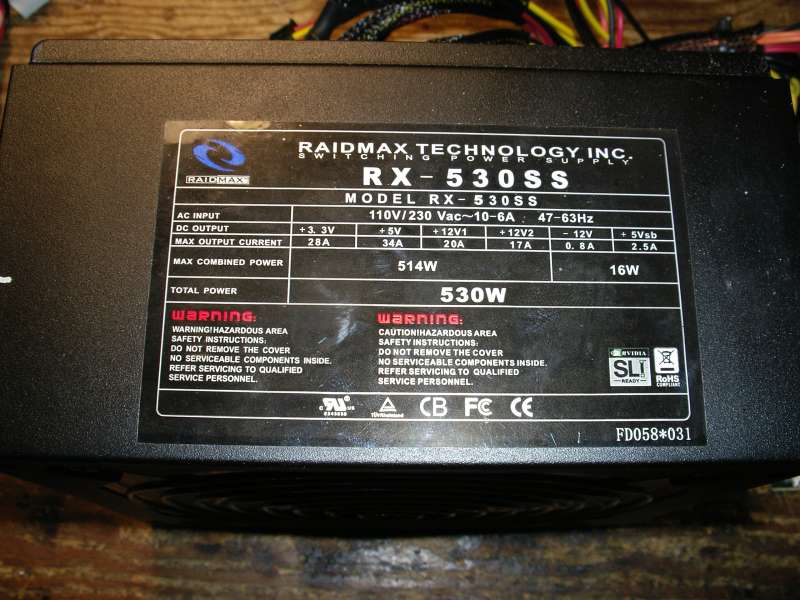 RAIDMAX TECHNOLOGY INC.
SWITCHING POWER SUPPLY
RAIDMAX
RX-530SS
MODEL RX-530SS
AC INPUT 110V/230 Vac~10-6A 47-63Hz
DC OUTPUT +3.3V +5V +12V1 +12V2 -12V +5Vsb
MAX OUTPUT CURRENT 28A 34A 20A 17A 0.8A 2.5A
MAX COMBINED POWER 514W 16W
TOTAL POWER 530W
WARNING:
WARNING!HAZARDOUS AREA
SAFETY INSTRUCTIONS:
DO NOT REMOVE THE COVER
NO SERVICEABLE COMPONENTS INSIDE.
REFER SERVICING TO QUALIFIED
SERVICE PERSONNEL.
WARNING:
CAUTION!HAZARDOUS AREA
SAFETY INSTRUCTIONS:
DO NOT REMOVE THE COVER
NO SERVICEABLE COMPONENTS INSIDE.
REFER SERVICING TO QUALIFIED
SERVICE PERSONNEL.
NVIDIA
SLI
READY
RoHS
COMPLIANT
c RU US
TÜVRheinland
CB FC CE
FD058*031